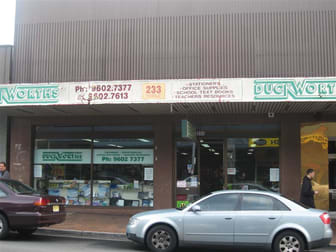 DUCKWORTHS
Ph: 9602.7377
9602.7613
233
·STATIONERY
·OFFICE SUPPLIES
·SCHOOL TEXT BOOKS
·TEACHERS RESOURCES
DUCKWORTHS
DUCKWORTHS
Ph: 9602 7377